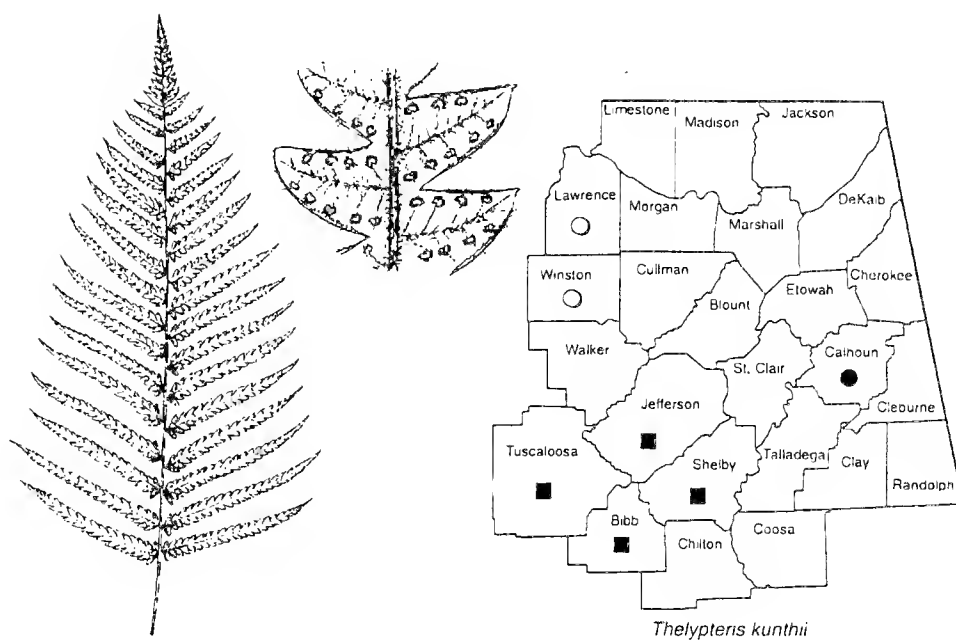 Limestone
Madison
Jackson
Lawrence
Morgan
Marshall
DeKalb
Winston
Cullman
Blount
Etowah
Cherokee
Walker
St. Clair
Calhoun
Jefferson
Cleburne
Tuscaloosa
Shelby
Talladega
Clay
Randolph
Bibb
Chilton
Coosa
Thelypteris kunthii